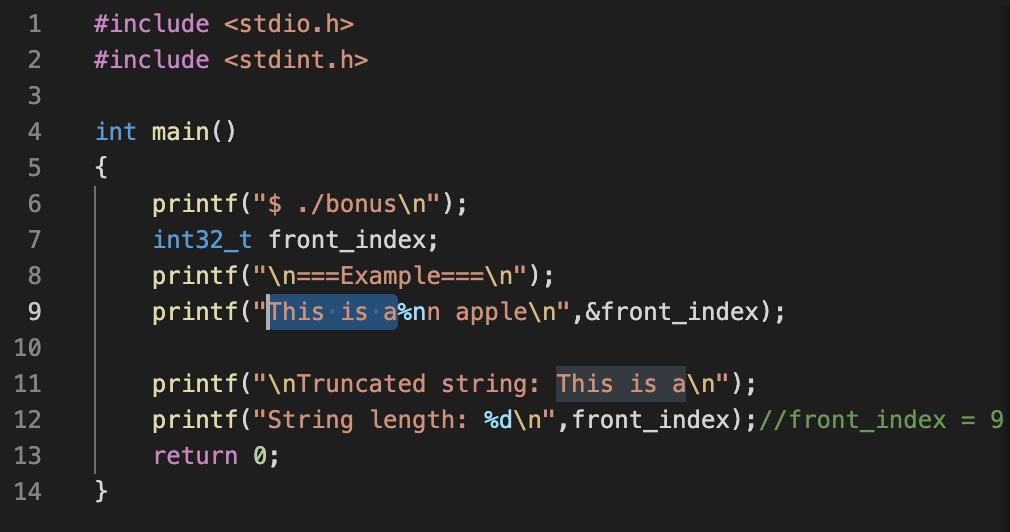 1 #include <stdio.h>
2 #include <stdint.h>
3
4 int main()
5 {
6 printf("$ ./bonus\n");
7 int32_t front_index;
8 printf("\n===Example===\n");
9 printf("This·is·a%nn apple\n",&front_index);
10
11 printf("\nTruncated string: This is a\n");
12 printf("String length: %d\n",front_index);//front_index = 9
13 return 0;
14 }